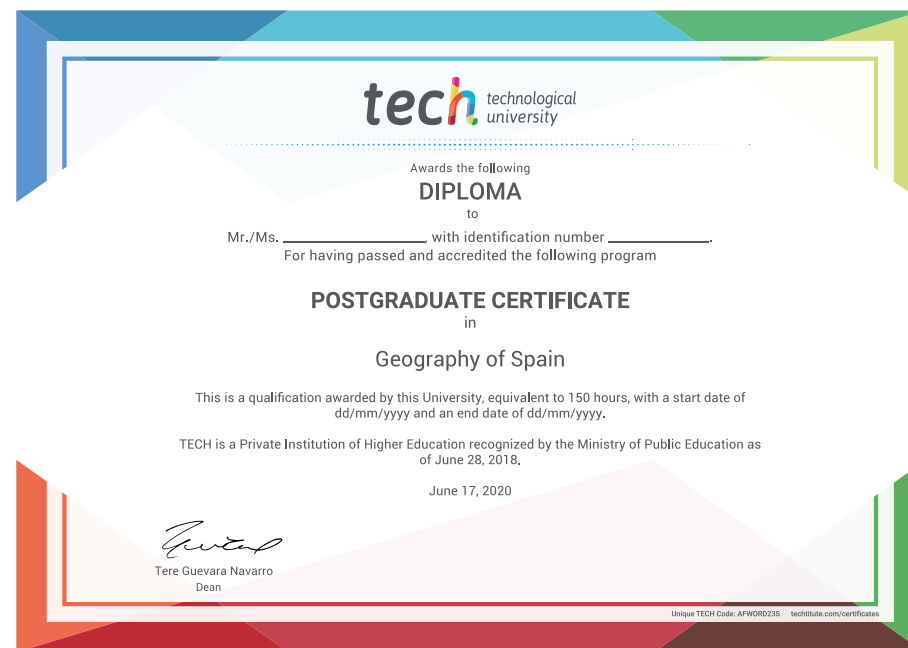 tech technological
university
Awards the following
DIPLOMA
to
Mr./Ms. ____________________, with identification number ______________.
For having passed and accredited the following program
POSTGRADUATE CERTIFICATE
in
Geography of Spain
This is a qualification awarded by this University, equivalent to 150 hours, with a start date of
dd/mm/yyyy and an end date of dd/mm/yyyy.
TECH is a Private Institution of Higher Education recognized by the Ministry of Public Education as
of June 28, 2018.
June 17, 2020
Tere Guevara Navarro
Dean
Unique TECH Code: AFWORD23S techtitute.com/certificates